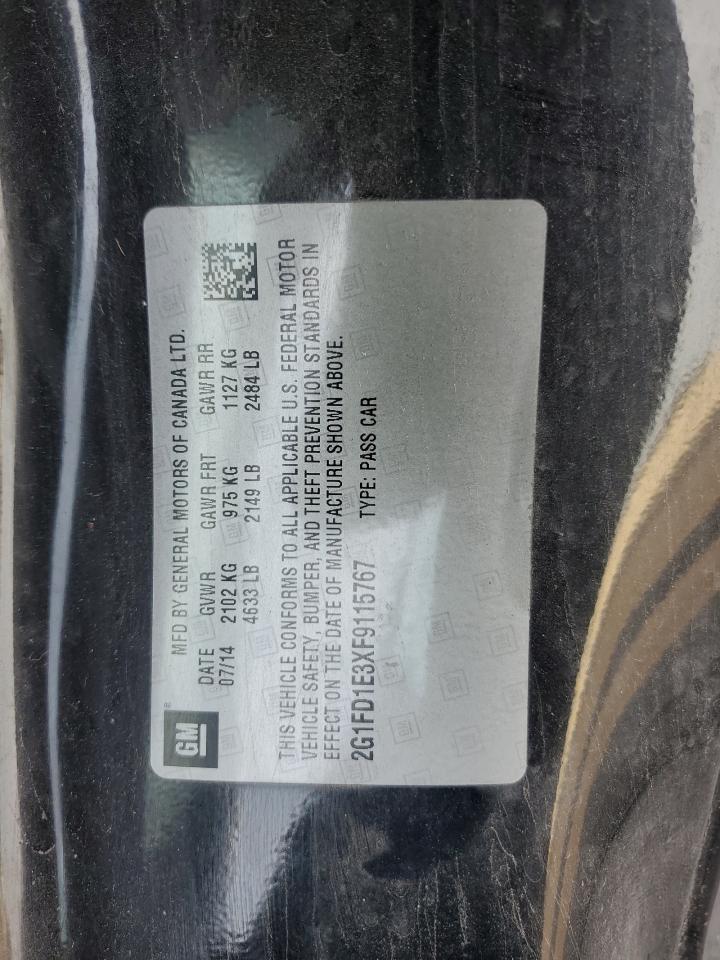 GM ®
MFD BY GENERAL MOTORS OF CANADA LTD.
DATE GVWR GAWR FRT GAWR RR
07/14 2102 KG 975 KG 1127 KG
4633 LB 2149 LB 2484 LB
THIS VEHICLE CONFORMS TO ALL APPLICABLE U.S. FEDERAL MOTOR
VEHICLE SAFETY, BUMPER, AND THEFT PREVENTION STANDARDS IN
EFFECT ON THE DATE OF MANUFACTURE SHOWN ABOVE.
2G1FD1E3XF9115767 TYPE: PASS CAR